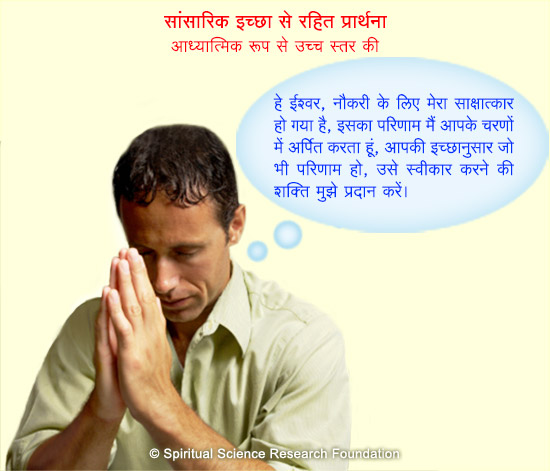 सांसारिक इच्छा से रहित प्रार्थना
आध्यात्मिक रूप से उच्च स्तर की
हे ईश्वर, नौकरी के लिए मेरा साक्षात्कार
हो गया है, इसका परिणाम मैं आपके चरणों
में अर्पित करता हूं, आपकी इच्छानुसार जो
भी परिणाम हो, उसे स्वीकार करने की
शक्ति मुझे प्रदान करें।
© Spiritual Science Research Foundation